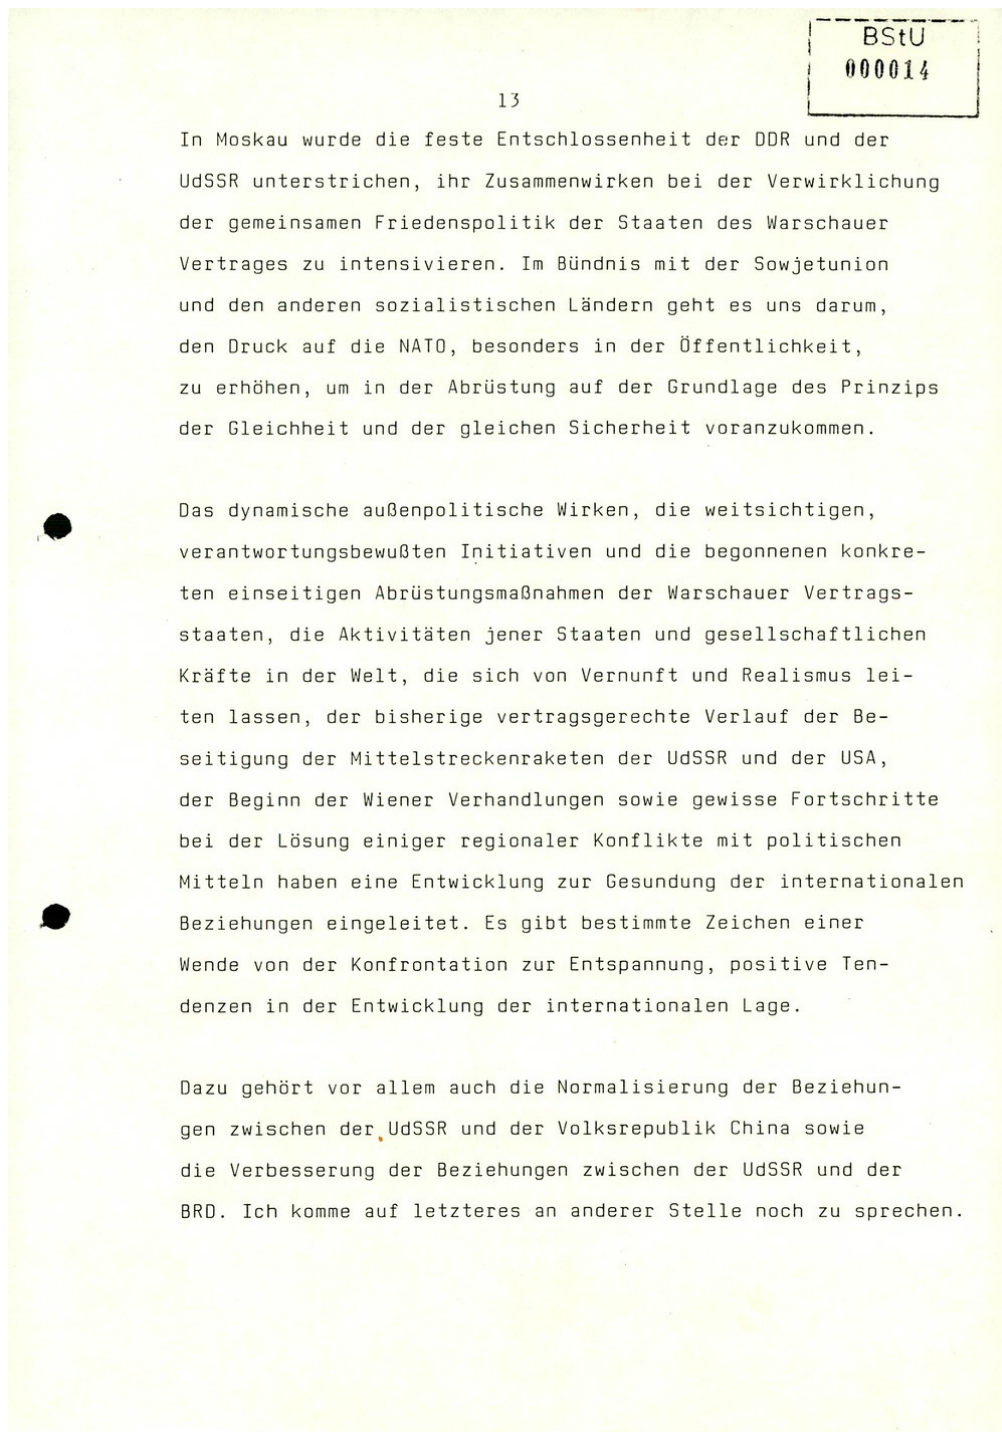 BStU
000014
13
In Moskau wurde die feste Entschlossenheit der DDR und der
UdSSR unterstrichen, ihr Zusammenwirken bei der Verwirklichung
der gemeinsamen Friedenspolitik der Staaten des Warschauer
Vertrages zu intensivieren. Im Bündnis mit der Sowjetunion
und den anderen sozialistischen Ländern geht es uns darum,
den Druck auf die NATO, besonders in der Öffentlichkeit,
zu erhöhen, um in der Abrüstung auf der Grundlage des Prinzips
der Gleichheit und der gleichen Sicherheit voranzukommen.

Das dynamische außenpolitische Wirken, die weitsichtigen,
verantwortungsbewußten Initiativen und die begonnenen konkre-
ten einseitigen Abrüstungsmaßnahmen der Warschauer Vertrags-
staaten, die Aktivitäten jener Staaten und gesellschaftlichen
Kräfte in der Welt, die sich von Vernunft und Realismus lei-
ten lassen, der bisherige vertragsgerechte Verlauf der Be-
seitigung der Mittelstreckenraketen der UdSSR und der USA,
der Beginn der Wiener Verhandlungen sowie gewisse Fortschritte
bei der Lösung einiger regionaler Konflikte mit politischen
Mitteln haben eine Entwicklung zur Gesundung der internationalen
Beziehungen eingeleitet. Es gibt bestimmte Zeichen einer
Wende von der Konfrontation zur Entspannung, positive Ten-
denzen in der Entwicklung der internationalen Lage.

Dazu gehört vor allem auch die Normalisierung der Beziehun-
gen zwischen der UdSSR und der Volksrepublik China sowie
die Verbesserung der Beziehungen zwischen der UdSSR und der
BRD. Ich komme auf letzteres an anderer Stelle noch zu sprechen.